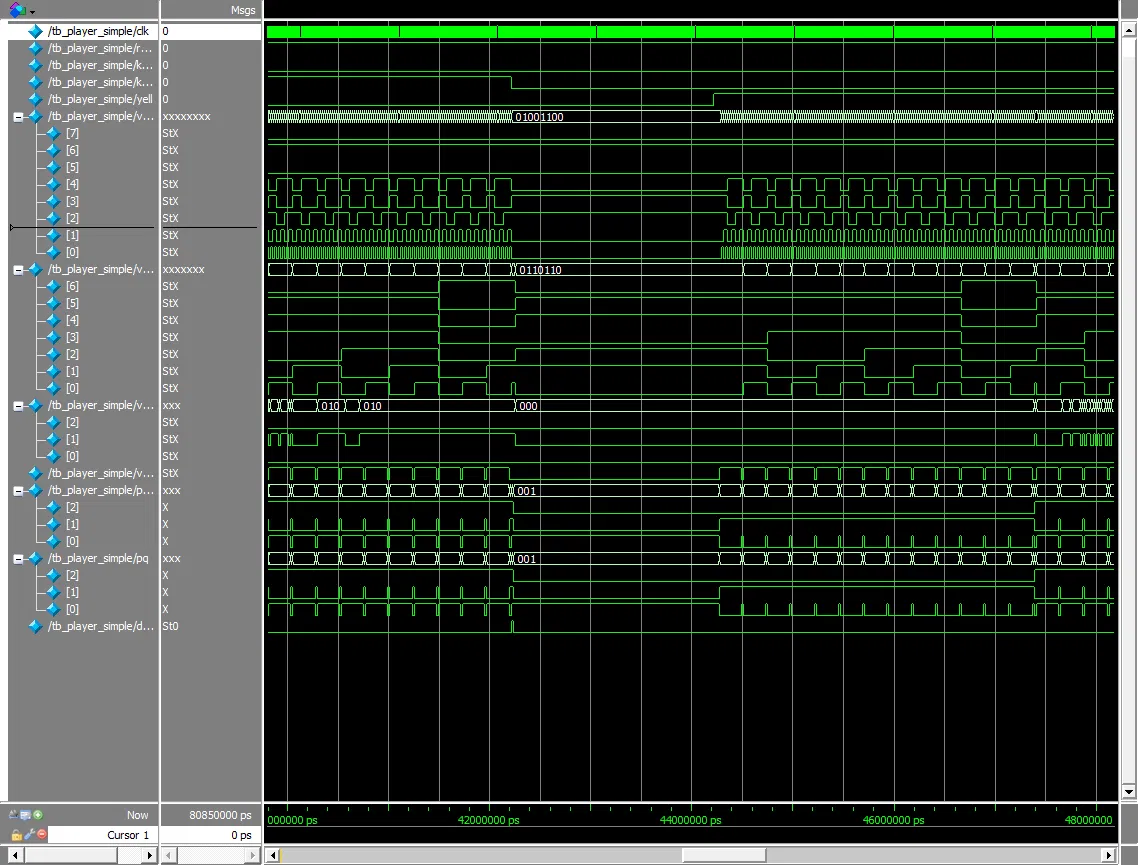 Msgs
/tb_player_simple/clk 0
/tb_player_simple/r... 0
/tb_player_simple/k... 0
/tb_player_simple/k... 0
/tb_player_simple/yell 0
/tb_player_simple/v... xxxxxxxx 01001100
[7] StX
[6] StX
[5] StX
[4] StX
[3] StX
[2] StX
[1] StX
[0] StX
/tb_player_simple/v... xxxxxxx 0110110
[6] StX
[5] StX
[4] StX
[3] StX
[2] StX
[1] StX
[0] StX
/tb_player_simple/v... xxx 010 010 000
[2] StX
[1] StX
[0] StX
/tb_player_simple/v... StX
/tb_player_simple/p... xxx 001
[2] X
[1] X
[0] X
/tb_player_simple/pq xxx 001
[2] X
[1] X
[0] X
/tb_player_simple/d... St0
Now 80850000 ps 000000 ps 42000000 ps 44000000 ps 46000000 ps 48000000
Cursor 1 0 ps